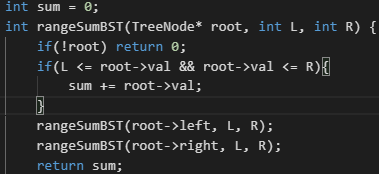 int sum = 0;
int rangeSumBST(TreeNode* root, int L, int R) {
    if(!root) return 0;
    if(L <= root->val && root->val <= R){
        sum += root->val;
    }
    rangeSumBST(root->left, L, R);
    rangeSumBST(root->right, L, R);
    return sum;